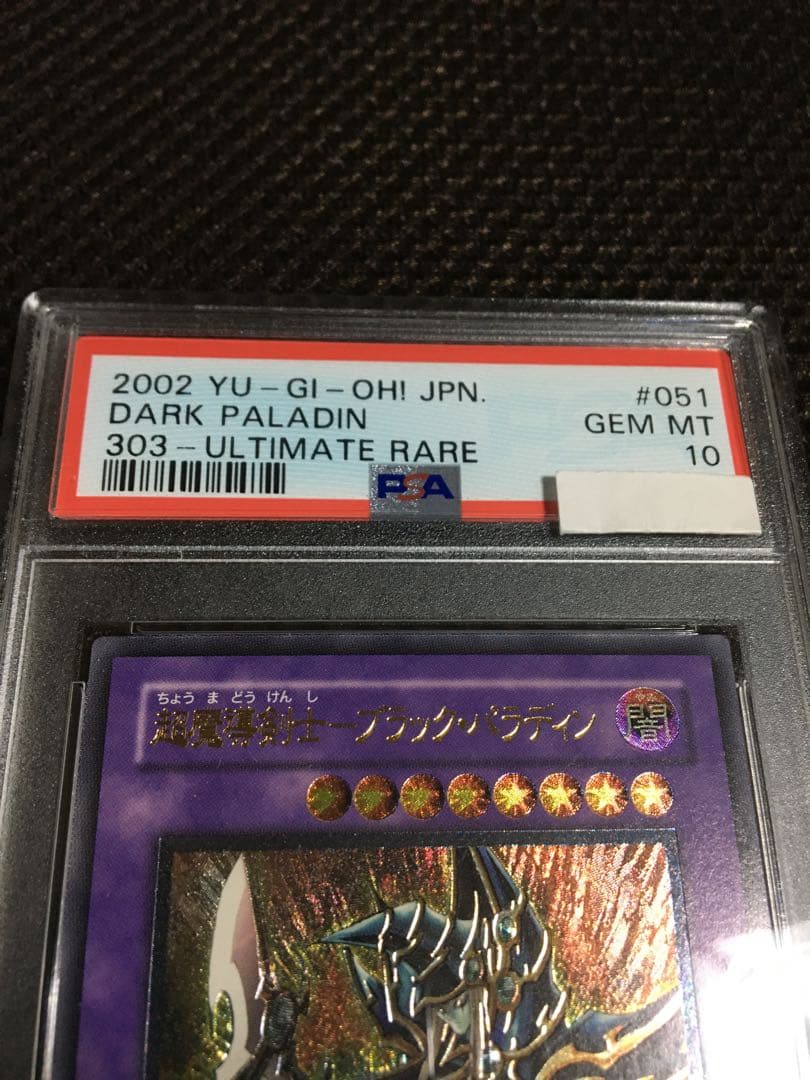 2002 YU-GI-OH! JPN.
#051
DARK PALADIN
GEM MT
303-ULTIMATE RARE
10
PSA
ちょう ま どう けん し
超魔導剣士-ブラック・パラディン
やみ
闇